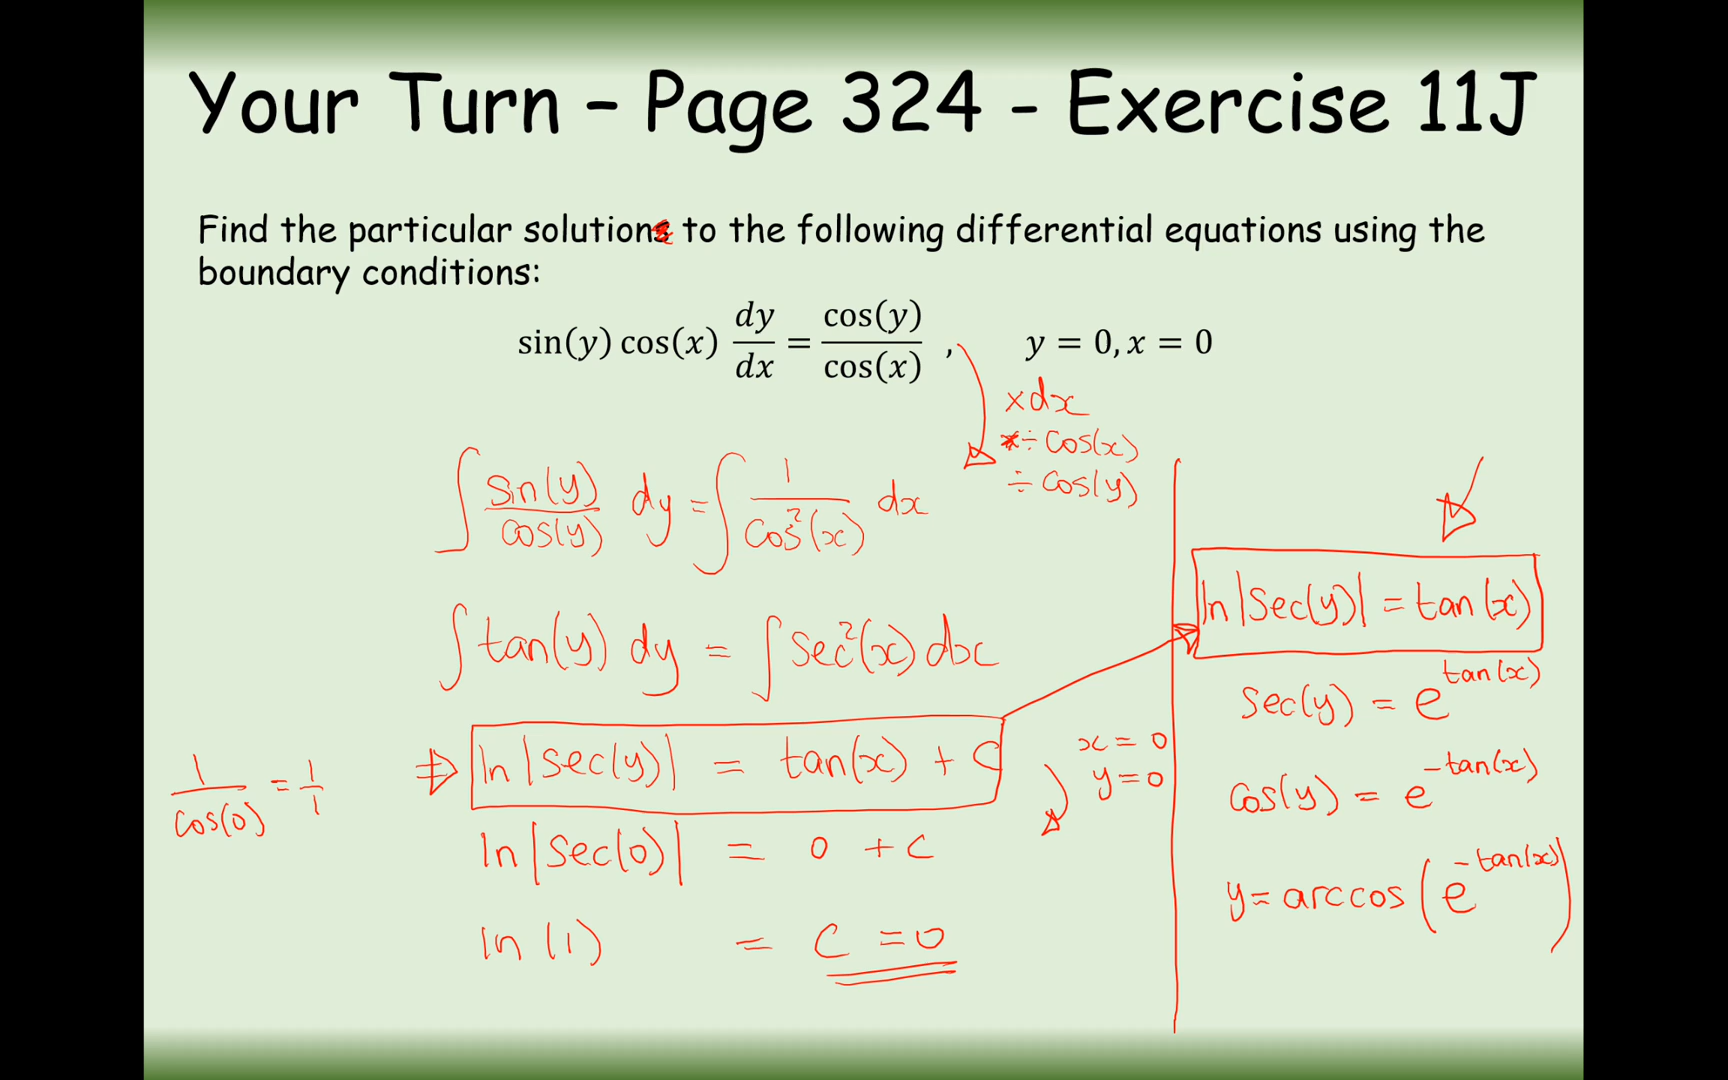 Your Turn – Page 324 - Exercise 11J
Find the particular solutions to the following differential equations using the
boundary conditions:
sin(y) cos(x) dy/dx = cos(y)/cos(x) , y = 0, x = 0
× dx
÷ cos(x)
÷ cos(y)
∫ sin(y)/cos(y) dy = ∫ 1/cos²(x) dx
∫ tan(y) dy = ∫ sec²(x) dx
⇒ ln|sec(y)| = tan(x) + C
x = 0
y = 0
1/cos(0) = 1/1
ln|sec(0)| = 0 + C
ln(1) = C = 0
ln|sec(y)| = tan(x)
sec(y) = e^tan(x)
cos(y) = e^-tan(x)
y = arccos(e^-tan(x))